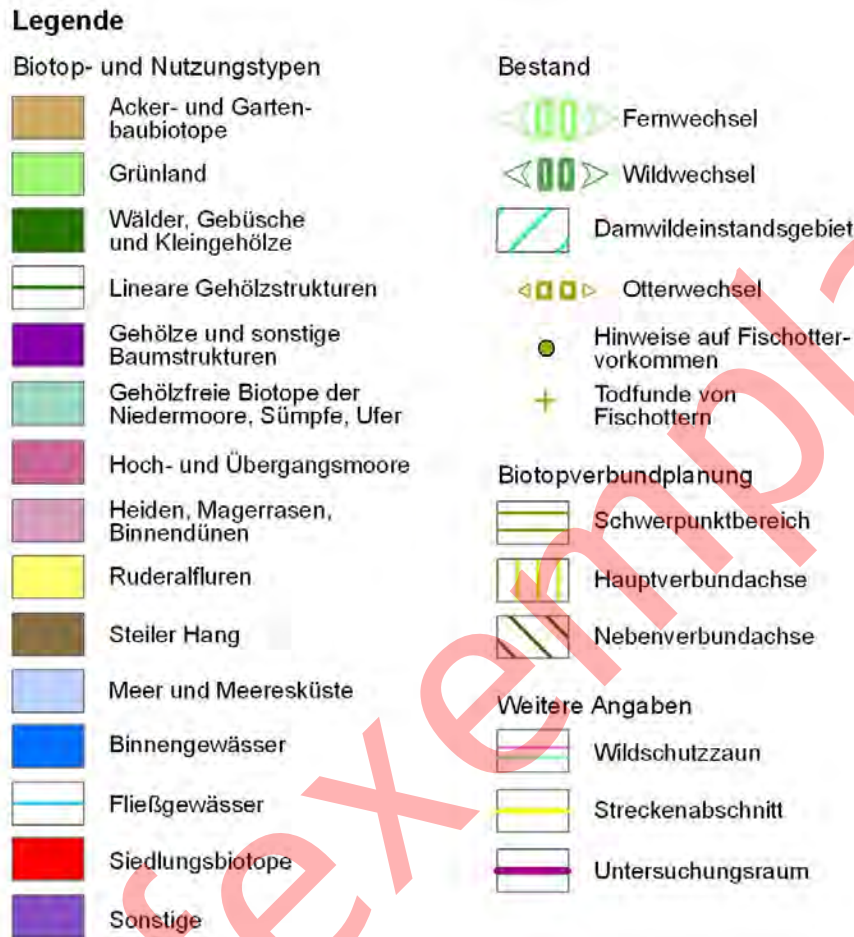 Legende
Biotop- und Nutzungstypen
Acker- und Garten-
baubiotope
Grünland
Wälder, Gebüsche
und Kleingehölze
Lineare Gehölzstrukturen
Gehölze und sonstige
Baumstrukturen
Gehölzfreie Biotope der
Niedermoore, Sümpfe, Ufer
Hoch- und Übergangsmoore
Heiden, Magerrasen,
Binnendünen
Ruderalfluren
Steiler Hang
Meer und Meeresküste
Binnengewässer
Fließgewässer
Siedlungsbiotope
Sonstige
Bestand
Fernwechsel
Wildwechsel
Damwildeinstandsgebiet
Otterwechsel
Hinweise auf Fischotter-
vorkommen
Todfunde von
Fischottern
Biotopverbundplanung
Schwerpunktbereich
Hauptverbundachse
Nebenverbundachse
Weitere Angaben
Wildschutzzaun
Streckenabschnitt
Untersuchungsraum
fexempla